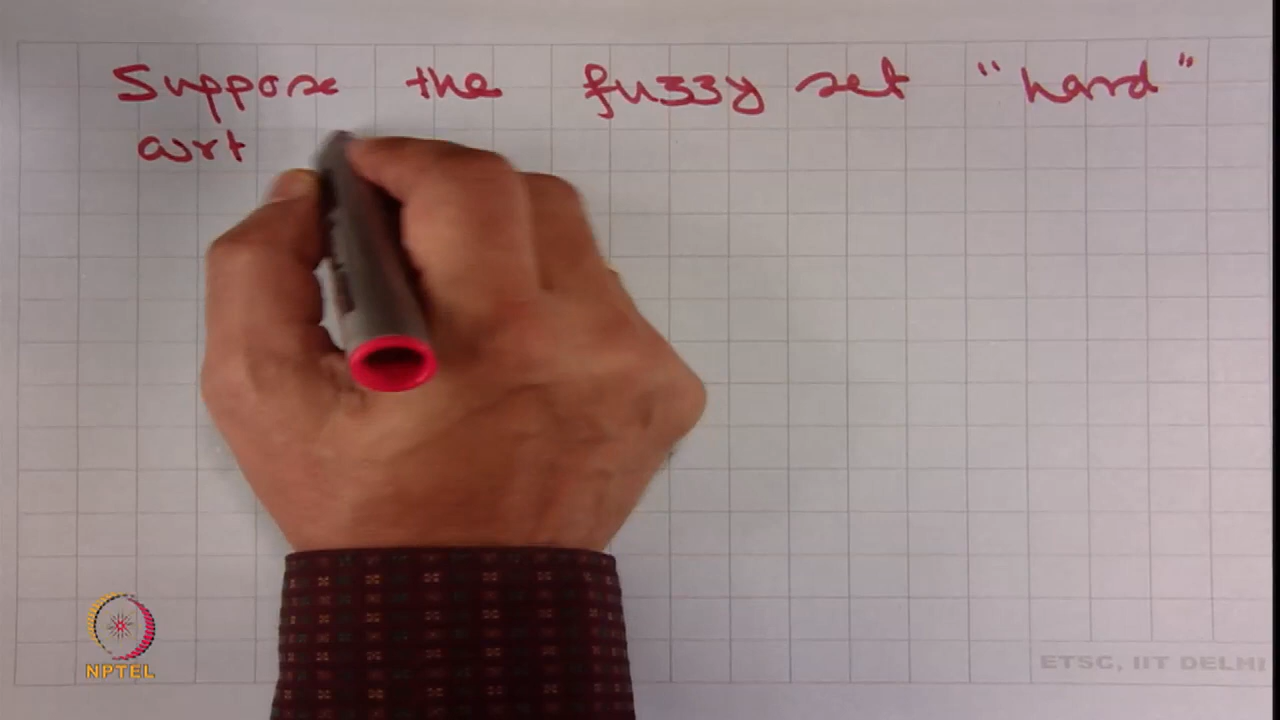 Suppose the fuzzy set "hard"
wrt
NPTEL
ETSC, IIT DELHI